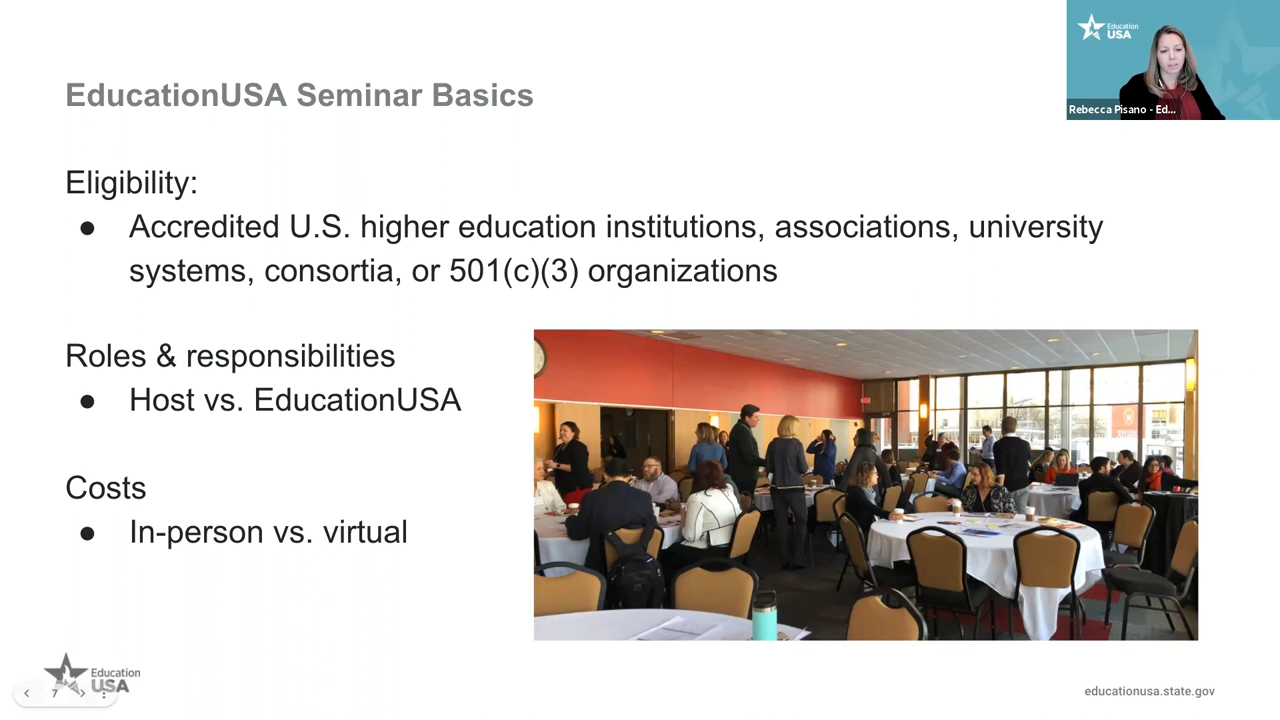 Education
USA
Rebecca Pisano - Ed...
EducationUSA Seminar Basics
Eligibility:
● Accredited U.S. higher education institutions, associations, university
systems, consortia, or 501(c)(3) organizations
Roles & responsibilities
● Host vs. EducationUSA
Costs
● In-person vs. virtual
Education
USA
7
educationusa.state.gov